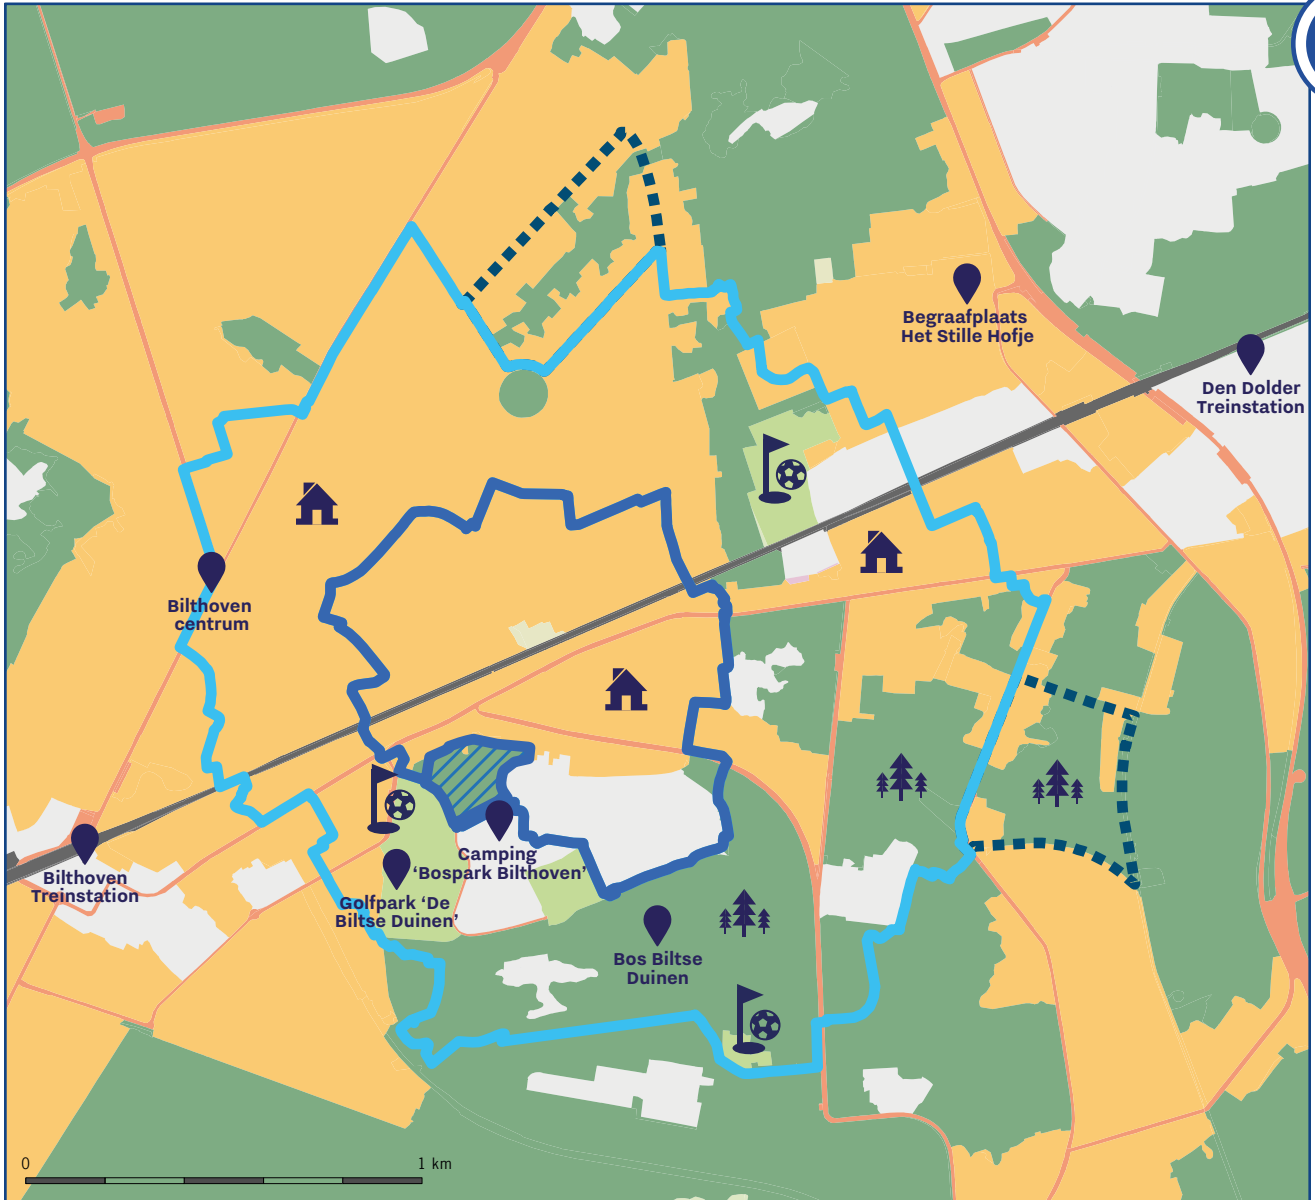 Begraafplaats
Het Stille Hofje
Den Dolder
Treinstation
Bilthoven
centrum
Bilthoven
Treinstation
Camping
‘Bospark Bilthoven’
Golfpark ‘De
Biltse Duinen’
Bos Biltse
Duinen
0
1 km